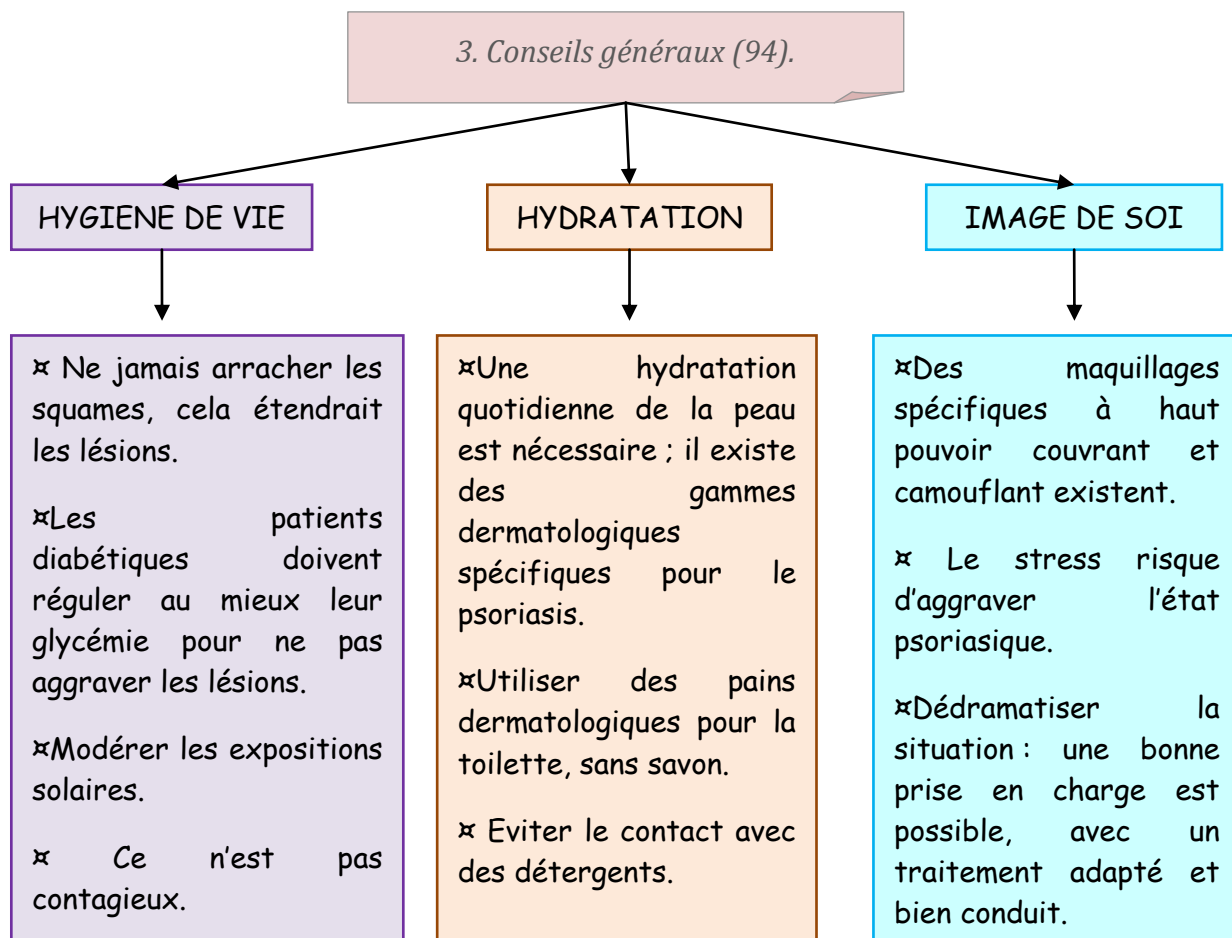 3. Conseils généraux (94).
HYGIENE DE VIE
HYDRATATION
IMAGE DE SOI
¤ Ne jamais arracher les
squames, cela étendrait
les lésions.
¤Les patients
diabétiques doivent
réguler au mieux leur
glycémie pour ne pas
aggraver les lésions.
¤Modérer les expositions
solaires.
¤ Ce n'est pas
contagieux.
¤Une hydratation
quotidienne de la peau
est nécessaire ; il existe
des gammes
dermatologiques
spécifiques pour le
psoriasis.
¤Utiliser des pains
dermatologiques pour la
toilette, sans savon.
¤ Eviter le contact avec
des détergents.
¤Des maquillages
spécifiques à haut
pouvoir couvrant et
camouflant existent.
¤ Le stress risque
d'aggraver l'état
psoriasique.
¤Dédramatiser la
situation : une bonne
prise en charge est
possible, avec un
traitement adapté et
bien conduit.